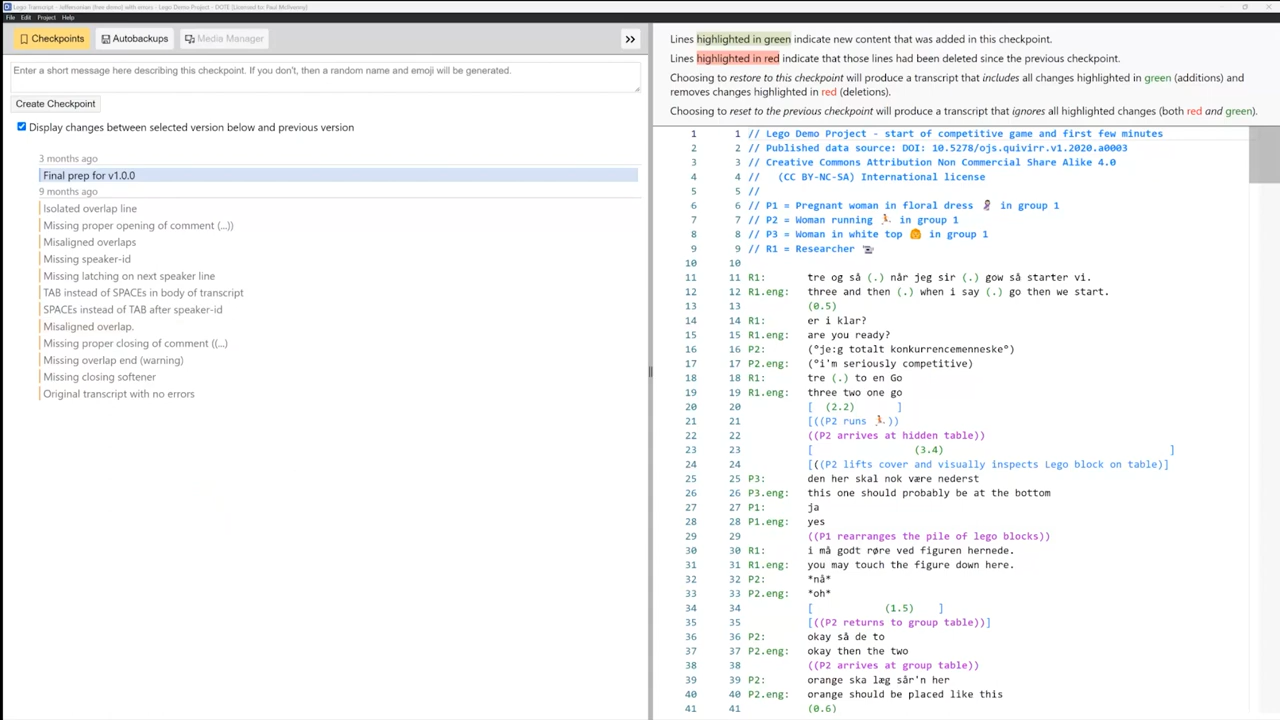 Lego Transcript - Jeffersonian (free demo) with errors - Lego Demo Project - DOTE (Licensed to: Paul McIlvenny)
File Edit Project Help
Checkpoints Autobackups Media Manager
Enter a short message here describing this checkpoint. If you don't, then a random name and emoji will be generated.
Create Checkpoint
Display changes between selected version below and previous version
3 months ago
Final prep for v1.0.0
9 months ago
Isolated overlap line
Missing proper opening of comment (...))
Misaligned overlaps
Missing speaker-id
Missing latching on next speaker line
TAB instead of SPACEs in body of transcript
SPACEs instead of TAB after speaker-id
Misaligned overlap.
Missing proper closing of comment ((...)
Missing overlap end (warning)
Missing closing softener
Original transcript with no errors
Lines highlighted in green indicate new content that was added in this checkpoint.
Lines highlighted in red indicate that those lines had been deleted since the previous checkpoint.
Choosing to restore to this checkpoint will produce a transcript that includes all changes highlighted in green (additions) and
removes changes highlighted in red (deletions).
Choosing to reset to the previous checkpoint will produce a transcript that ignores all highlighted changes (both red and green).
1 1 // Lego Demo Project - start of competitive game and first few minutes
2 2 // Published data source: DOI: 10.5278/ojs.quivirr.v1.2020.a0003
3 3 // Creative Commons Attribution Non Commercial Share Alike 4.0
4 4 // (CC BY-NC-SA) International license
5 5 //
6 6 // P1 = Pregnant woman in floral dress in group 1
7 7 // P2 = Woman running in group 1
8 8 // P3 = Woman in white top in group 1
9 9 // R1 = Researcher
10 10
11 11 R1: tre og så (.) når jeg sir (.) gow så starter vi.
12 12 R1.eng: three and then (.) when i say (.) go then we start.
13 13 (0.5)
14 14 R1: er i klar?
15 15 R1.eng: are you ready?
16 16 P2: (°je:g totalt konkurrencemenneske°)
17 17 P2.eng: (°i'm seriously competitive)
18 18 R1: tre (.) to en Go
19 19 R1.eng: three two one go
20 20 [ (2.2) ]
21 21 [((P2 runs ))
22 22 ((P2 arrives at hidden table))
23 23 [ (3.4) ]
24 24 [((P2 lifts cover and visually inspects Lego block on table)]
25 25 P3: den her skal nok være nederst
26 26 P3.eng: this one should probably be at the bottom
27 27 P1: ja
28 28 P1.eng: yes
29 29 ((P1 rearranges the pile of lego blocks))
30 30 R1: i må godt røre ved figuren hernede.
31 31 R1.eng: you may touch the figure down here.
32 32 P2: *nå*
33 33 P2.eng: *oh*
34 34 [ (1.5) ]
35 35 [((P2 returns to group table))]
36 36 P2: okay så de to
37 37 P2.eng: okay then the two
38 38 ((P2 arrives at group table))
39 39 P2: orange ska læg sår'n her
40 40 P2.eng: orange should be placed like this
41 41 (0.6)